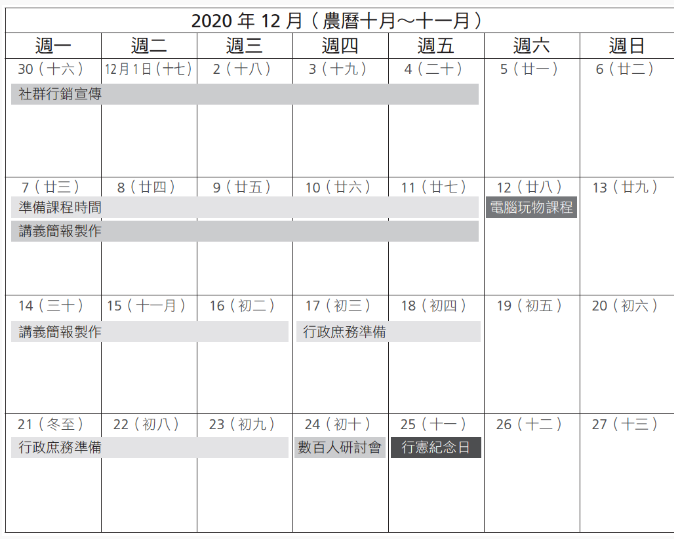 2020 年 12 月（農曆十月～十一月）
週一 週二 週三 週四 週五 週六 週日
30（十六） 12月1日(十七) 2（十八） 3（十九） 4（二十） 5（廿一） 6（廿二）
社群行銷宣傳
7（廿三） 8（廿四） 9（廿五） 10（廿六） 11（廿七） 12（廿八） 13（廿九）
準備課程時間 電腦玩物課程
講義簡報製作
14（三十） 15（十一月） 16（初二） 17（初三） 18（初四） 19（初五） 20（初六）
講義簡報製作 行政庶務準備
21（冬至） 22（初八） 23（初九） 24（初十） 25（十一） 26（十二） 27（十三）
行政庶務準備 數百人研討會 行憲紀念日